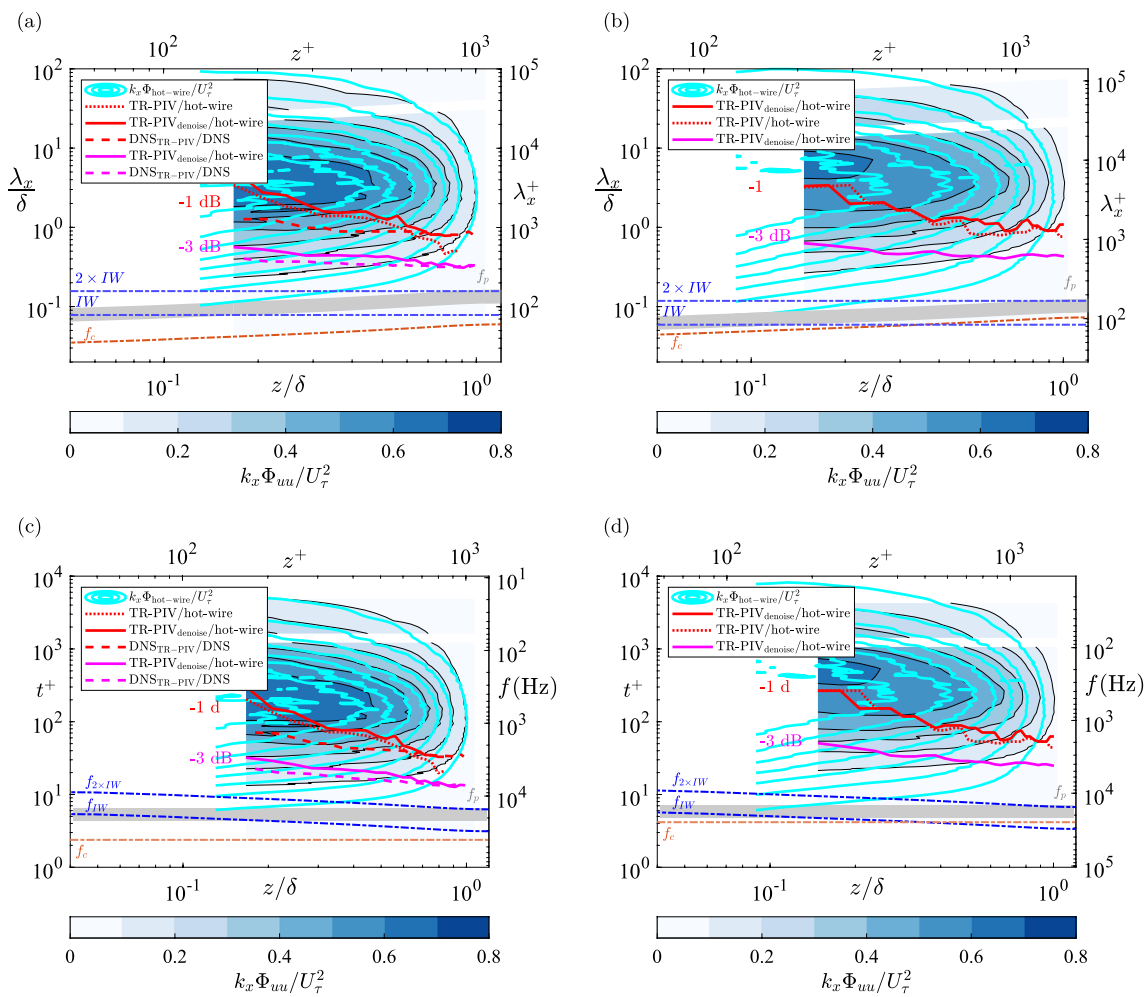 (a)
10^2 z^+ 10^3
10^2 10^5
k_xΦ_hot−wire/U_τ^2
TR-PIV/hot-wire
TR-PIV_denoise/hot-wire
DNS_TR−PIV/DNS
TR-PIV_denoise/hot-wire
DNS_TR−PIV/DNS
10^1 10^4
λ_x/δ λ_x^+
-1 dB
10^0 10^3
-3 dB
f_p
2 × IW
IW
10^-1 10^2
f_c
10^-1 z/δ 10^0
0 0.2 0.4 0.6 0.8
k_xΦ_uu/U_τ^2
(b)
10^2 z^+ 10^3
10^2 10^5
k_xΦ_hot−wire/U_τ^2
TR-PIV_denoise/hot-wire
TR-PIV/hot-wire
TR-PIV_denoise/hot-wire
10^1 10^4
λ_x/δ λ_x^+
-1
10^0 10^3
-3 dB
f_p
2 × IW
IW
10^-1 10^2
f_c
10^-1 z/δ 10^0
0 0.2 0.4 0.6 0.8
k_xΦ_uu/U_τ^2
(c)
10^2 z^+ 10^3
10^4 10^1
k_xΦ_hot−wire/U_τ^2
TR-PIV/hot-wire
TR-PIV_denoise/hot-wire
DNS_TR−PIV/DNS
TR-PIV_denoise/hot-wire
DNS_TR−PIV/DNS
10^3 10^2
t^+ f(Hz)
-1 d
10^2 10^3
-3 dB
f_2×IW f_p
10^1 10^4
f_IW
f_c
10^0
10^-1 z/δ 10^0
0 0.2 0.4 0.6 0.8
k_xΦ_uu/U_τ^2
(d)
10^2 z^+ 10^3
10^4
k_xΦ_hot−wire/U_τ^2
TR-PIV_denoise/hot-wire
TR-PIV/hot-wire
TR-PIV_denoise/hot-wire
10^3 10^2
t^+ f(Hz)
-1 d
10^2 10^3
-3 dB
f_2×IW f_p
10^1 10^4
f_IW
f_c
10^0 10^5
10^-1 z/δ 10^0
0 0.2 0.4 0.6 0.8
k_xΦ_uu/U_τ^2